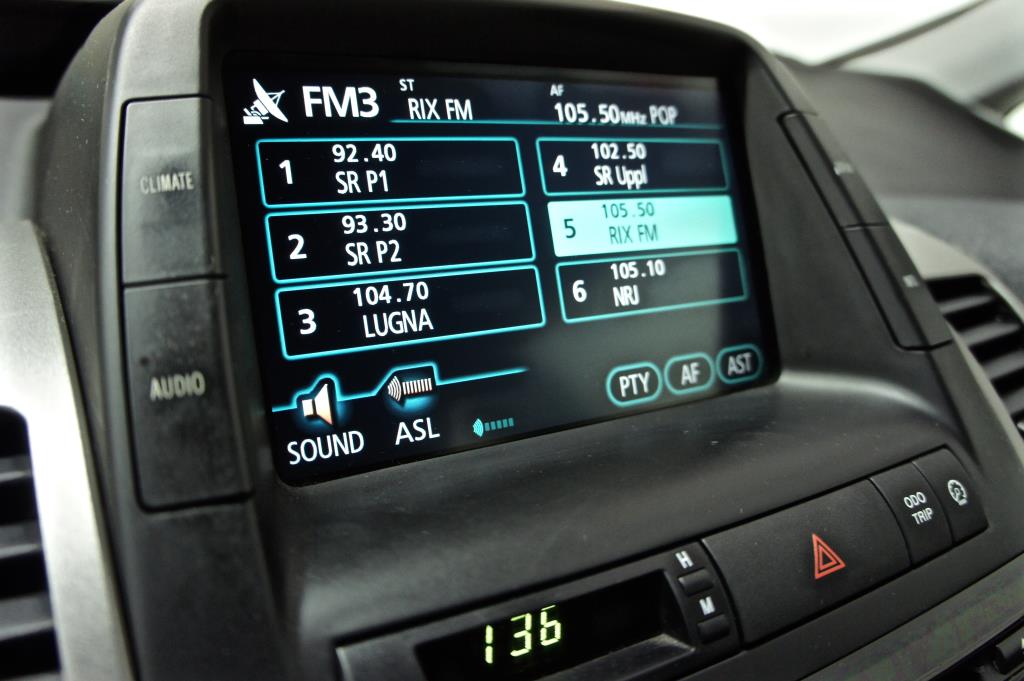 FM3 ST RIX FM AF 105.50MHz POP
1 92.40 SR P1
2 93.30 SR P2
3 104.70 LUGNA
4 102.50 SR Uppl
5 105.50 RIX FM
6 105.10 NRJ
SOUND ASL PTY AF AST
CLIMATE
AUDIO
ODO TRIP
H
M
136